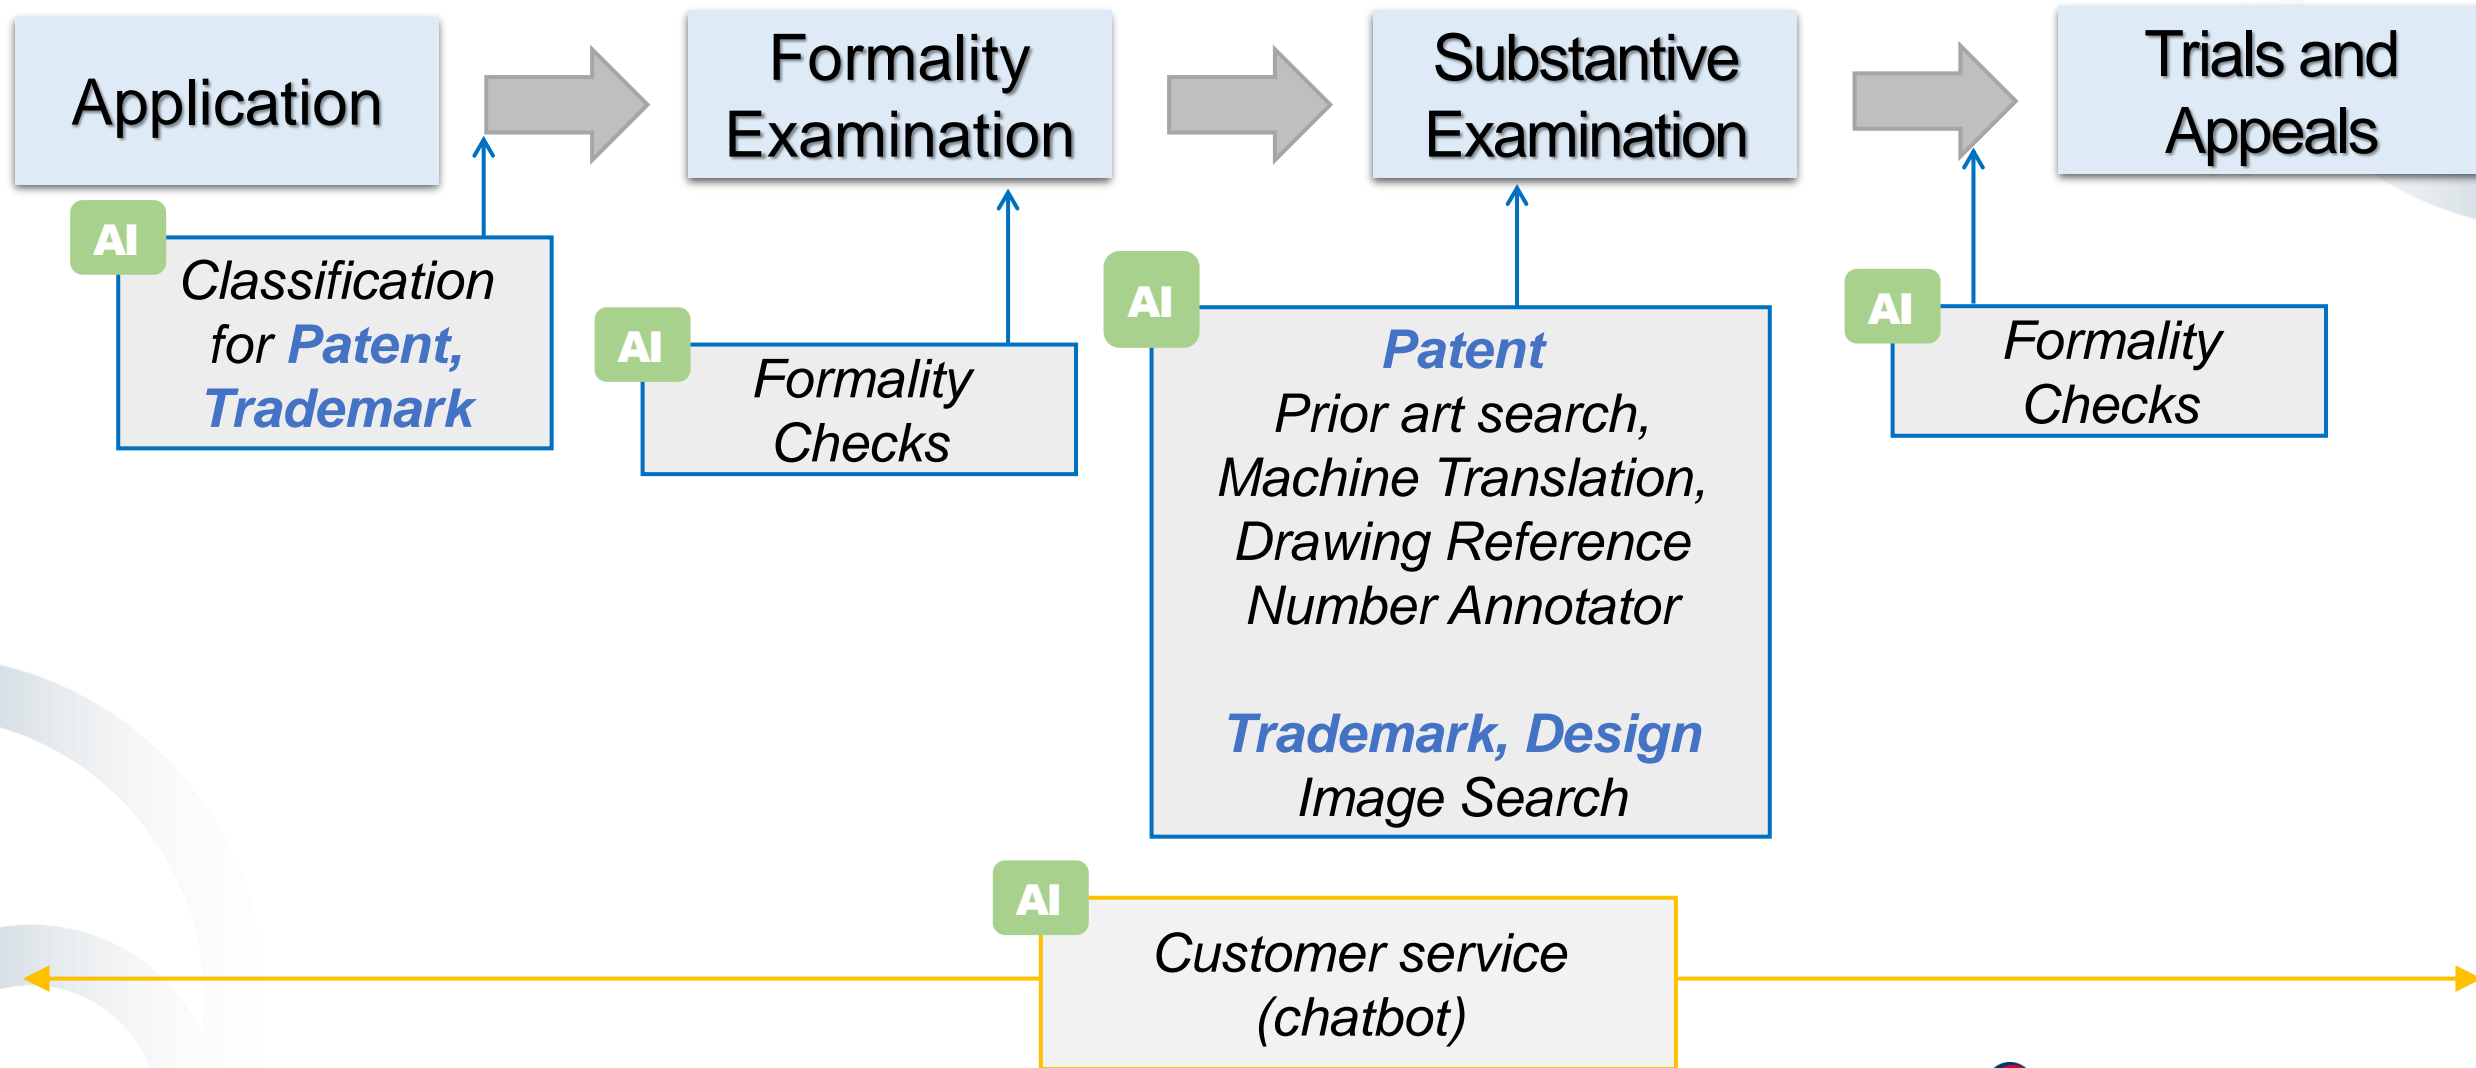 Application
Formality
Examination
Substantive
Examination
Trials and
Appeals
AI
Classification
for Patent,
Trademark
AI
Formality
Checks
AI
Patent
Prior art search,
Machine Translation,
Drawing Reference
Number Annotator
Trademark, Design
Image Search
AI
Formality
Checks
AI
Customer service
(chatbot)